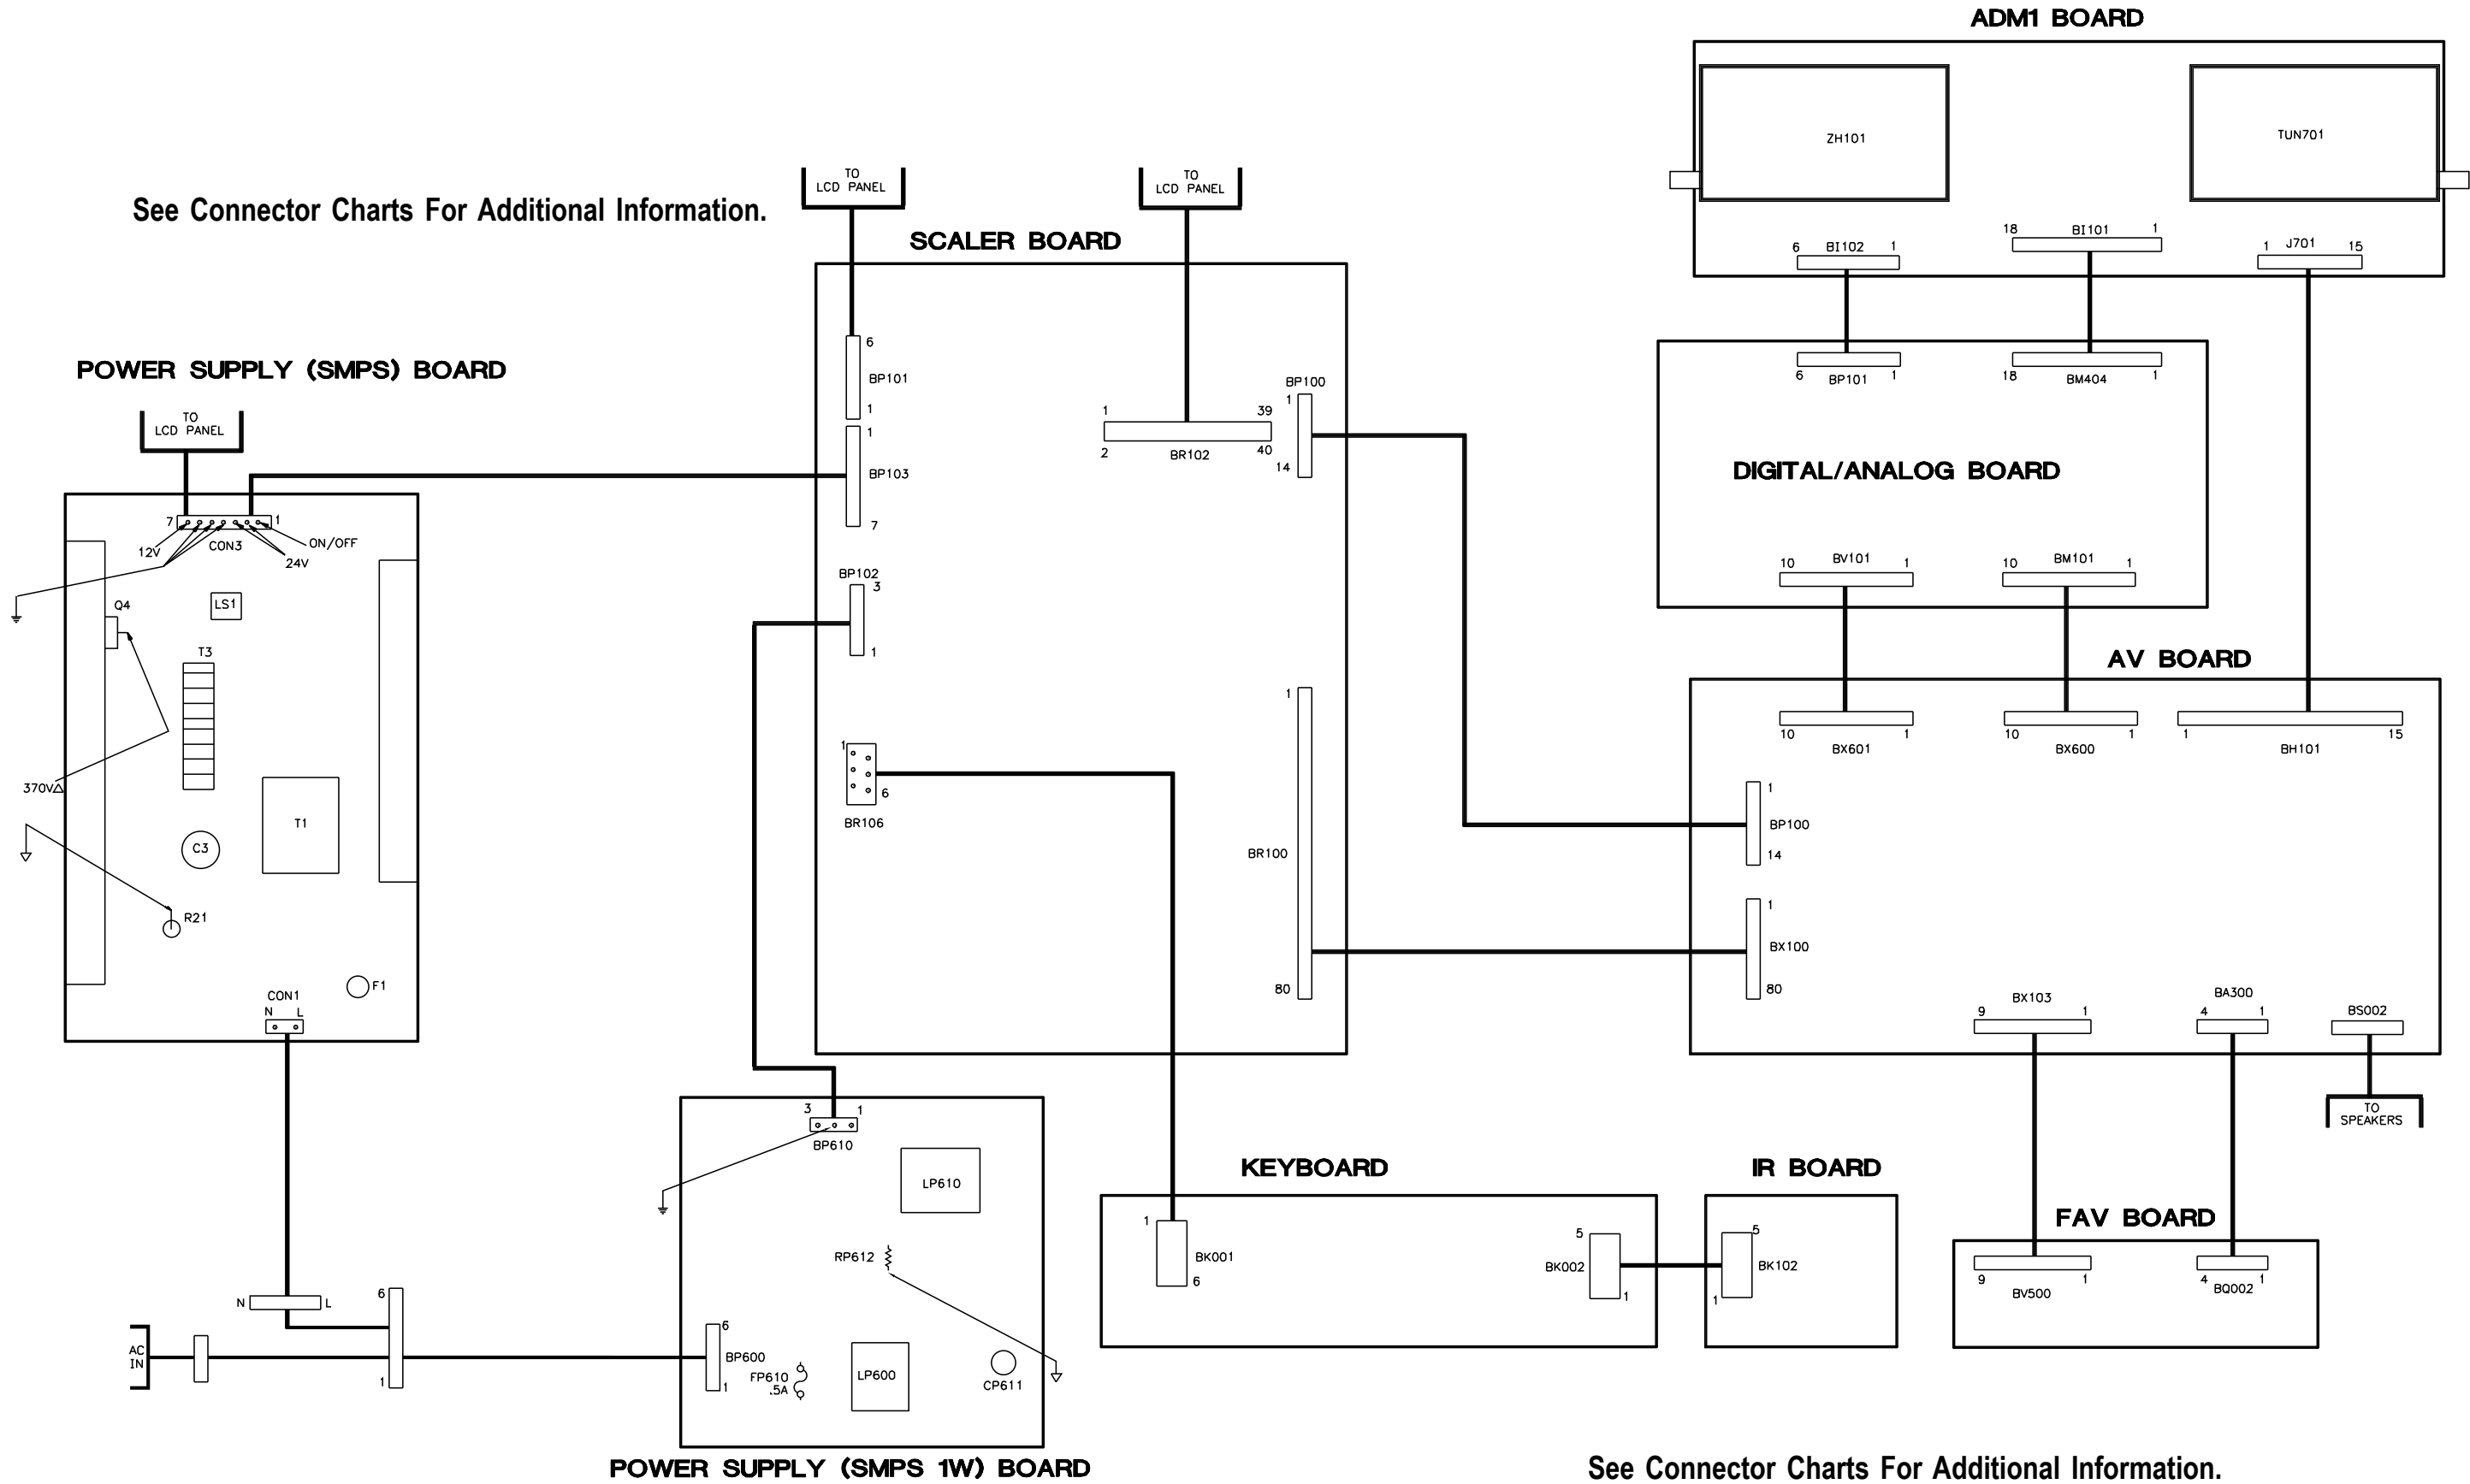 ADM1 BOARD
ZH101
TUN701
TO
LCD PANEL
TO
LCD PANEL
See Connector Charts For Additional Information.
SCALER BOARD
6 BI102 1
18 BI101 1
1 J701 15
POWER SUPPLY (SMPS) BOARD
TO
LCD PANEL
6
BP101
1
1
BP103
7
1 39
2 BR102 40
BP100
1
14
6 BP101 1
18 BM404 1
DIGITAL/ANALOG BOARD
7 1
12V CON3 ON/OFF
24V
LS1
Q4
T3
BP102
3
1
10 BV101 1
10 BM101 1
AV BOARD
10 BX601 1
10 BX600 1
1 BH101 15
370V△
T1
C3
R21
F1
CON1
N L
1
6
BR106
1
BR100
80
1
BP100
14
1
BX100
80
BX103
9 1
BA300
4 1
BS002
TO
SPEAKERS
3 1
BP610
LP610
RP612
KEYBOARD
IR BOARD
FAV BOARD
1
BK001
6
5
BK002
1
5
BK102
1
9 1
BV500
4 1
BQ002
N L
6
1
AC
IN
6
BP600
1
FP610
.5A
LP600
CP611
POWER SUPPLY (SMPS 1W) BOARD
See Connector Charts For Additional Information.